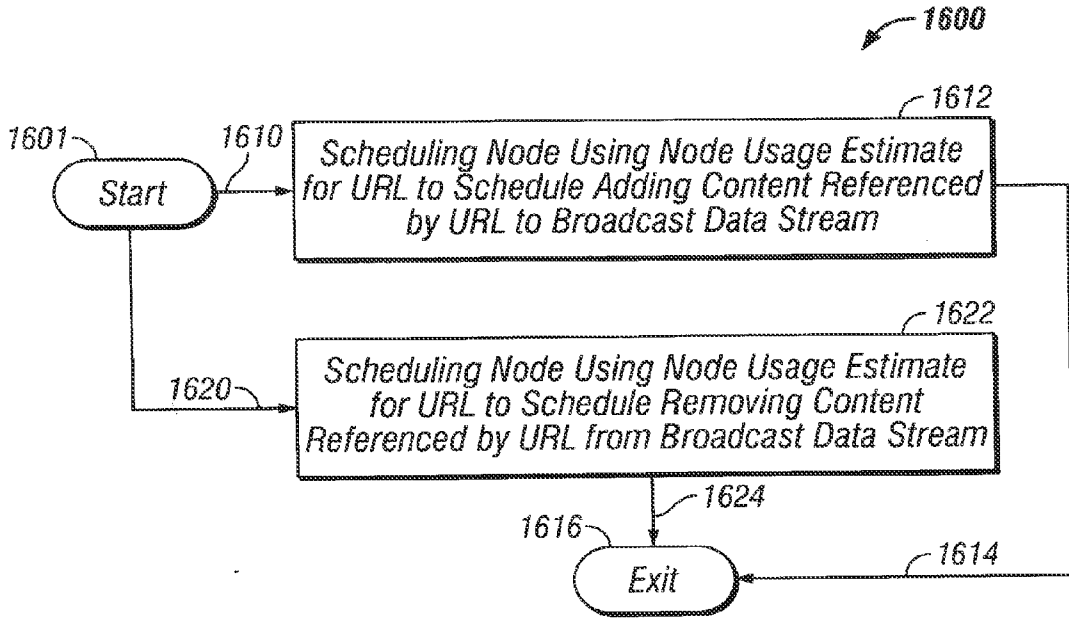 1600
1612
1601
1610
Start
Scheduling Node Using Node Usage Estimate
for URL to Schedule Adding Content Referenced
by URL to Broadcast Data Stream
1622
1620
Scheduling Node Using Node Usage Estimate
for URL to Schedule Removing Content
Referenced by URL from Broadcast Data Stream
1624
1616
Exit
1614